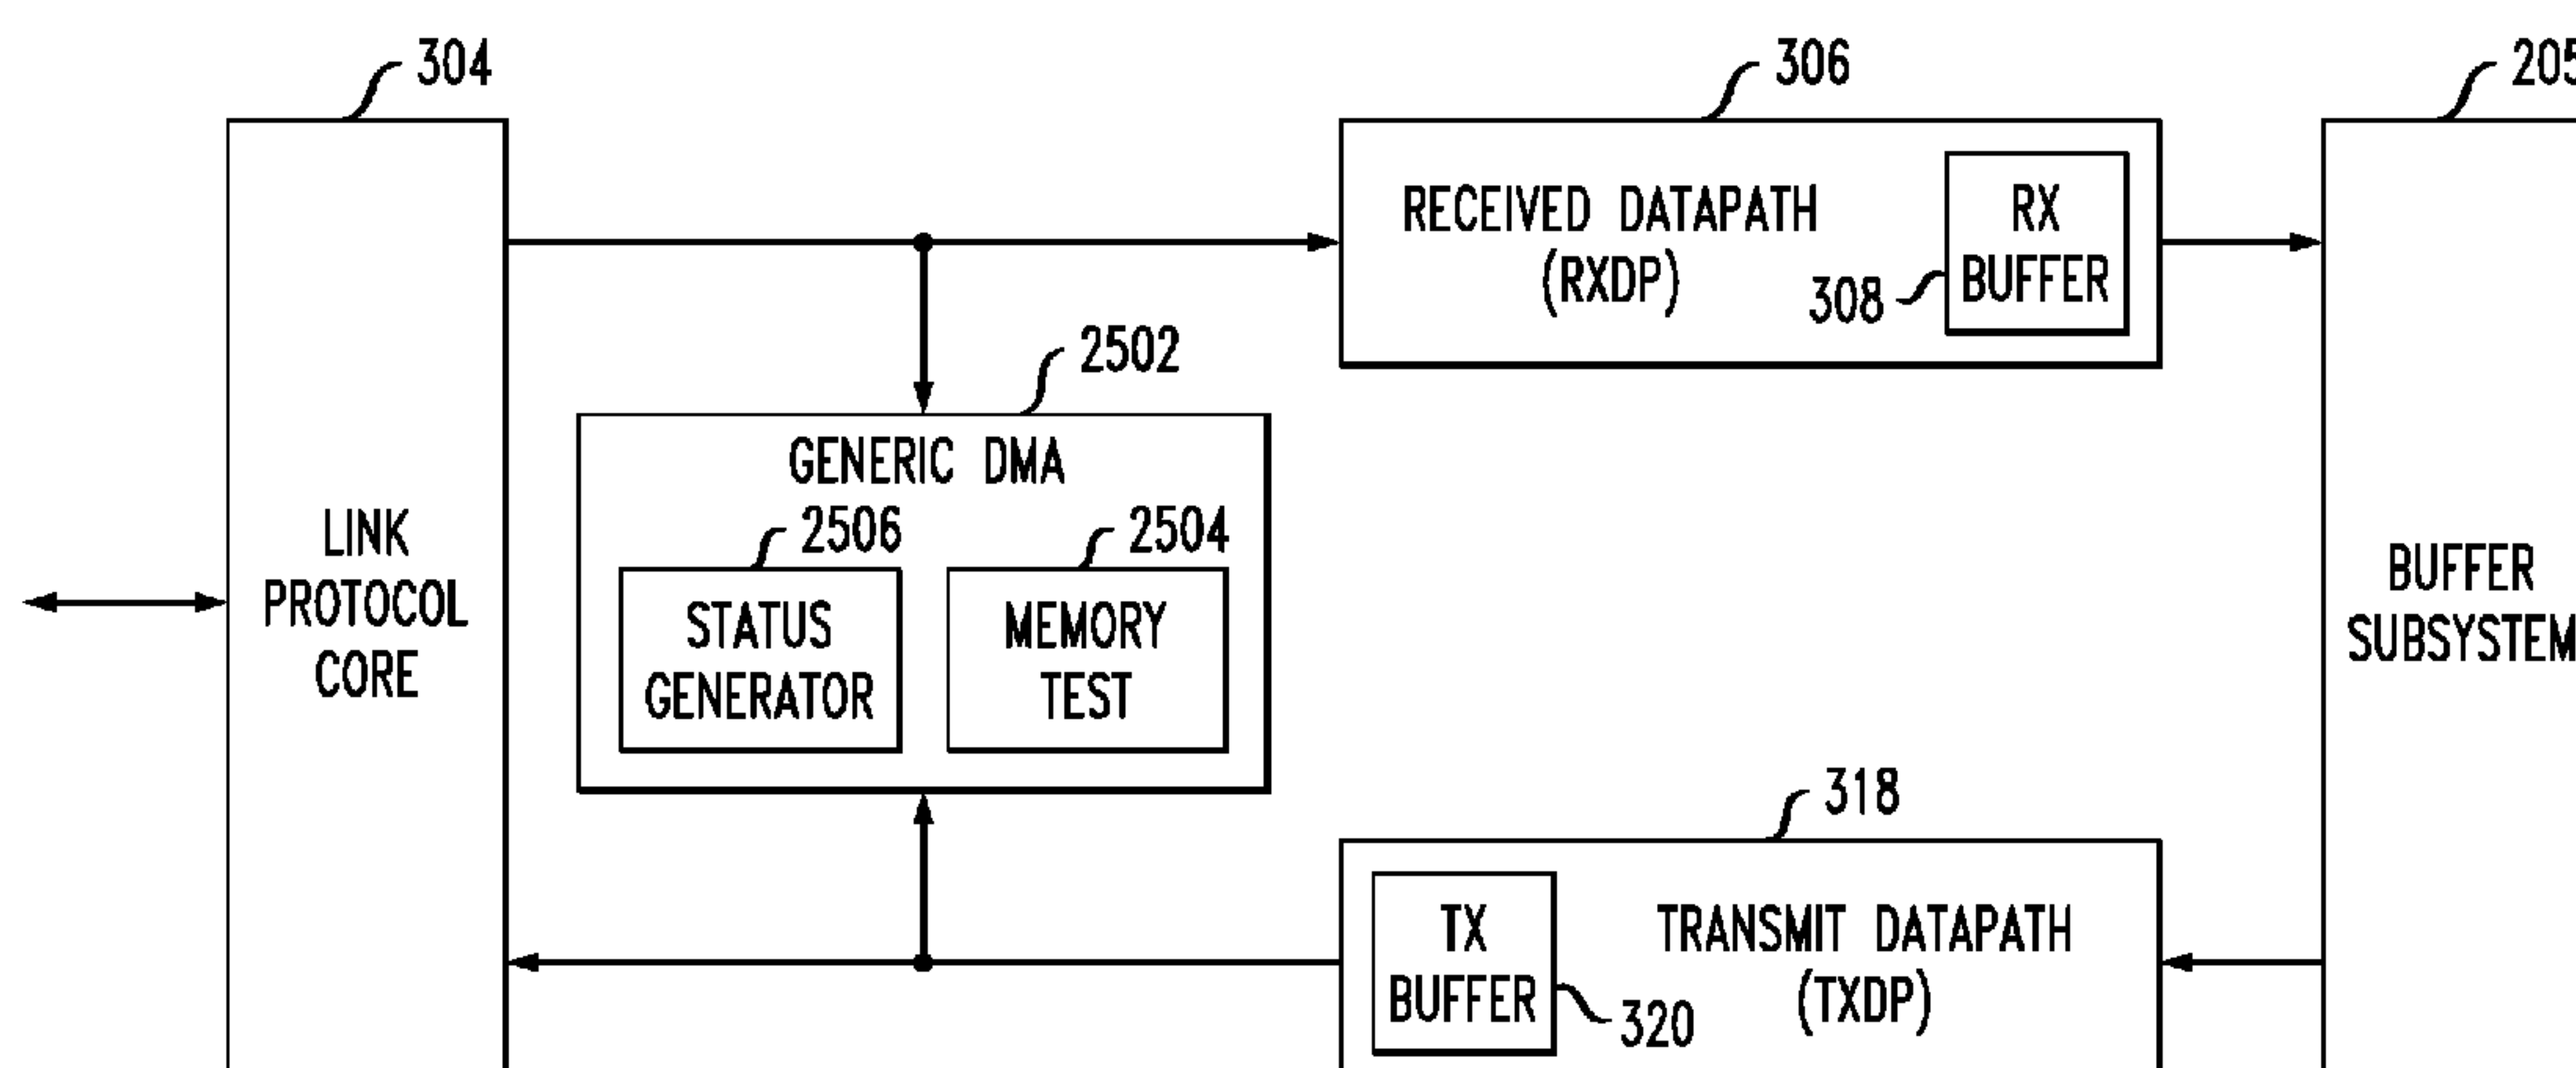 304
306
205
RECEIVED DATAPATH
(RXDP)
RX
BUFFER
308
2502
GENERIC DMA
2506
2504
STATUS
GENERATOR
MEMORY
TEST
LINK
PROTOCOL
CORE
BUFFER
SUBSYSTEM
318
TX
BUFFER
320
TRANSMIT DATAPATH
(TXDP)